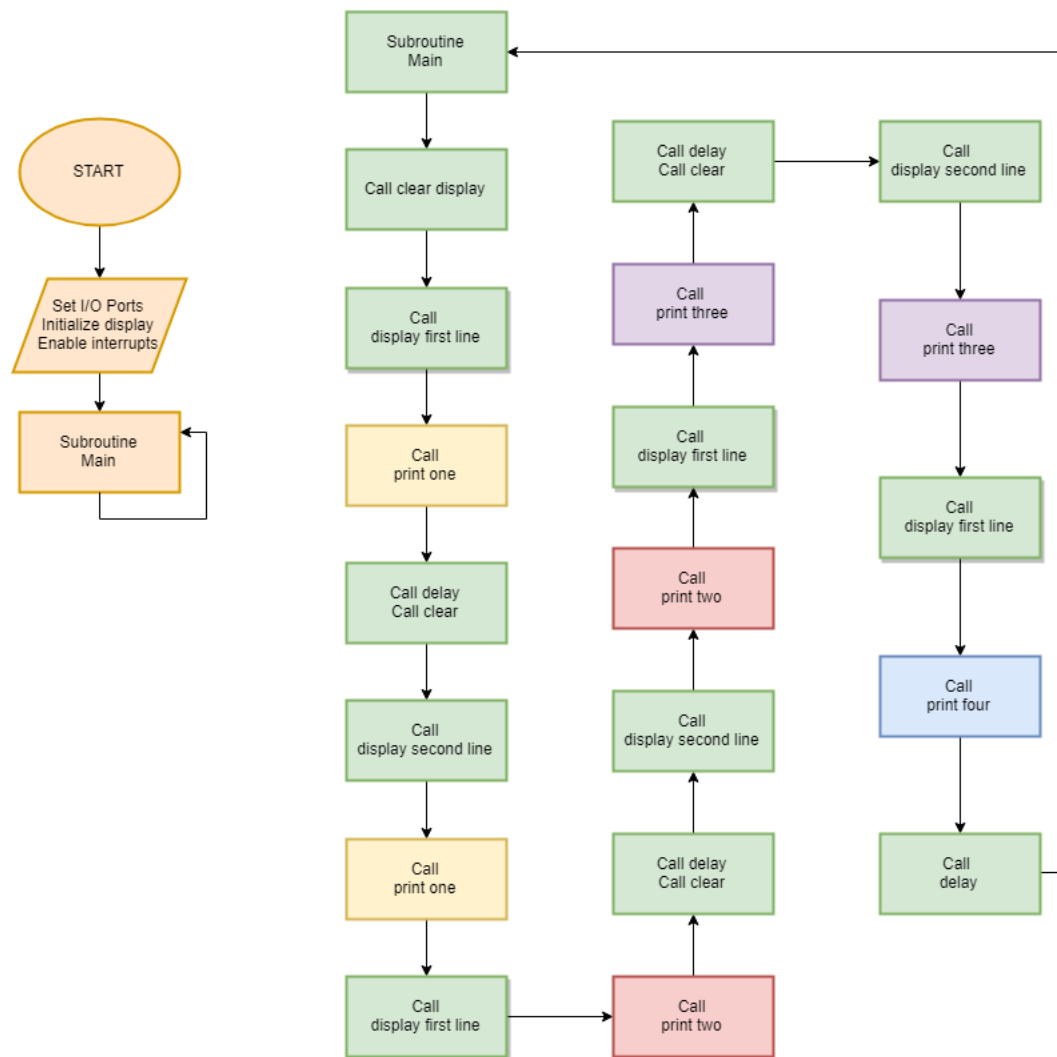 START
Set I/O Ports
Initialize display
Enable interrupts
Subroutine
Main
Subroutine
Main
Call clear display
Call
display first line
Call
print one
Call delay
Call clear
Call
display second line
Call
print one
Call
display first line
Call
print two
Call delay
Call clear
Call
display second line
Call
print two
Call
display first line
Call
print three
Call delay
Call clear
Call
display second line
Call
print three
Call
display first line
Call
print four
Call
delay